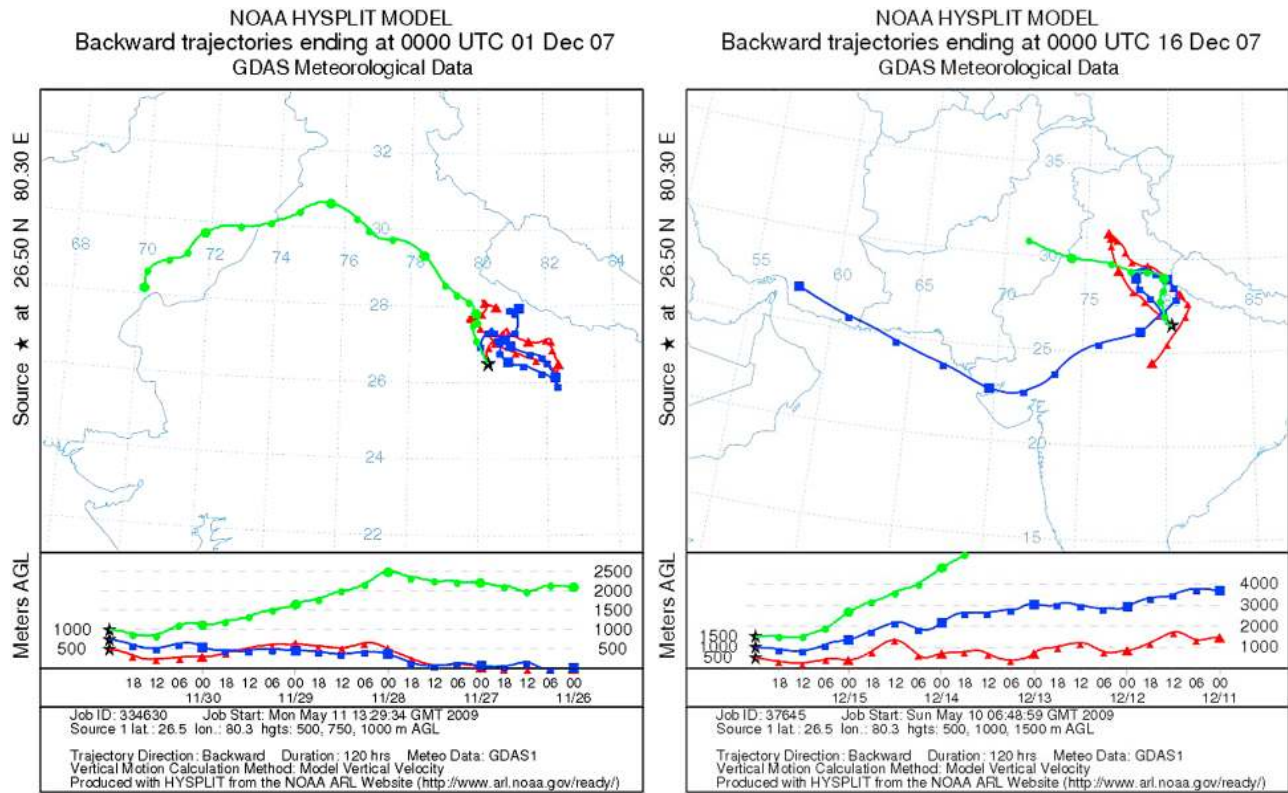 NOAA HYSPLIT MODEL
Backward trajectories ending at 0000 UTC 01 Dec 07
GDAS Meteorological Data
Source ★ at 26.50 N 80.30 E
32
30
68
70
72
74
76
78
80
82
84
28
26
24
22
Meters AGL
2500
2000
1500
1000
500
1000
500
18 12 06 00 18 12 06 00 18 12 06 00 18 12 06 00 18 12 06 00
11/30 11/29 11/28 11/27 11/26
Job ID: 334630 Job Start: Mon May 11 13:29:34 GMT 2009
Source 1 lat.: 26.5 lon.: 80.3 hgts: 500, 750, 1000 m AGL
Trajectory Direction: Backward Duration: 120 hrs Meteo Data: GDAS1
Vertical Motion Calculation Method: Model Vertical Velocity
Produced with HYSPLIT from the NOAA ARL Website (http://www.arl.noaa.gov/ready/)
NOAA HYSPLIT MODEL
Backward trajectories ending at 0000 UTC 16 Dec 07
GDAS Meteorological Data
Source ★ at 26.50 N 80.30 E
35
30
55
60
65
70
75
85
25
20
15
Meters AGL
4000
3000
2000
1000
1500
1000
500
18 12 06 00 18 12 06 00 18 12 06 00 18 12 06 00 18 12 06 00
12/15 12/14 12/13 12/12 12/11
Job ID: 37645 Job Start: Sun May 10 06:48:59 GMT 2009
Source 1 lat.: 26.5 lon.: 80.3 hgts: 500, 1000, 1500 m AGL
Trajectory Direction: Backward Duration: 120 hrs Meteo Data: GDAS1
Vertical Motion Calculation Method: Model Vertical Velocity
Produced with HYSPLIT from the NOAA ARL Website (http://www.arl.noaa.gov/ready/)